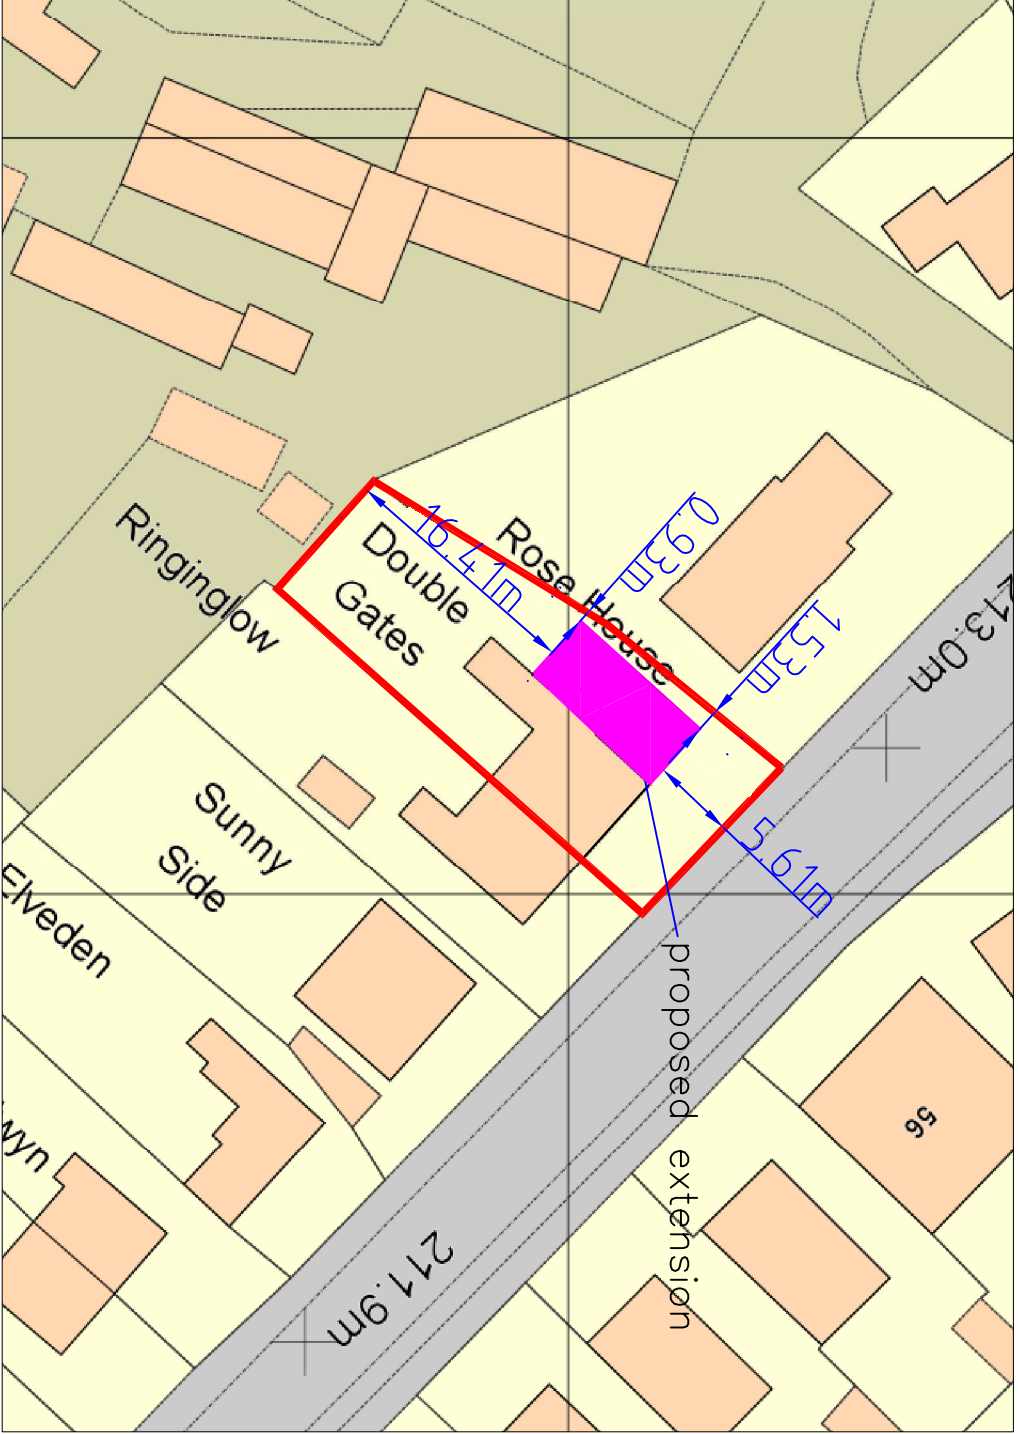 Ringinglow
Double
Gates
Rose House
16.41m
0.93m
1.53m
5.61m
213.0m
Sunny
Side
Elveden
wyn
proposed extension
56
211.9m